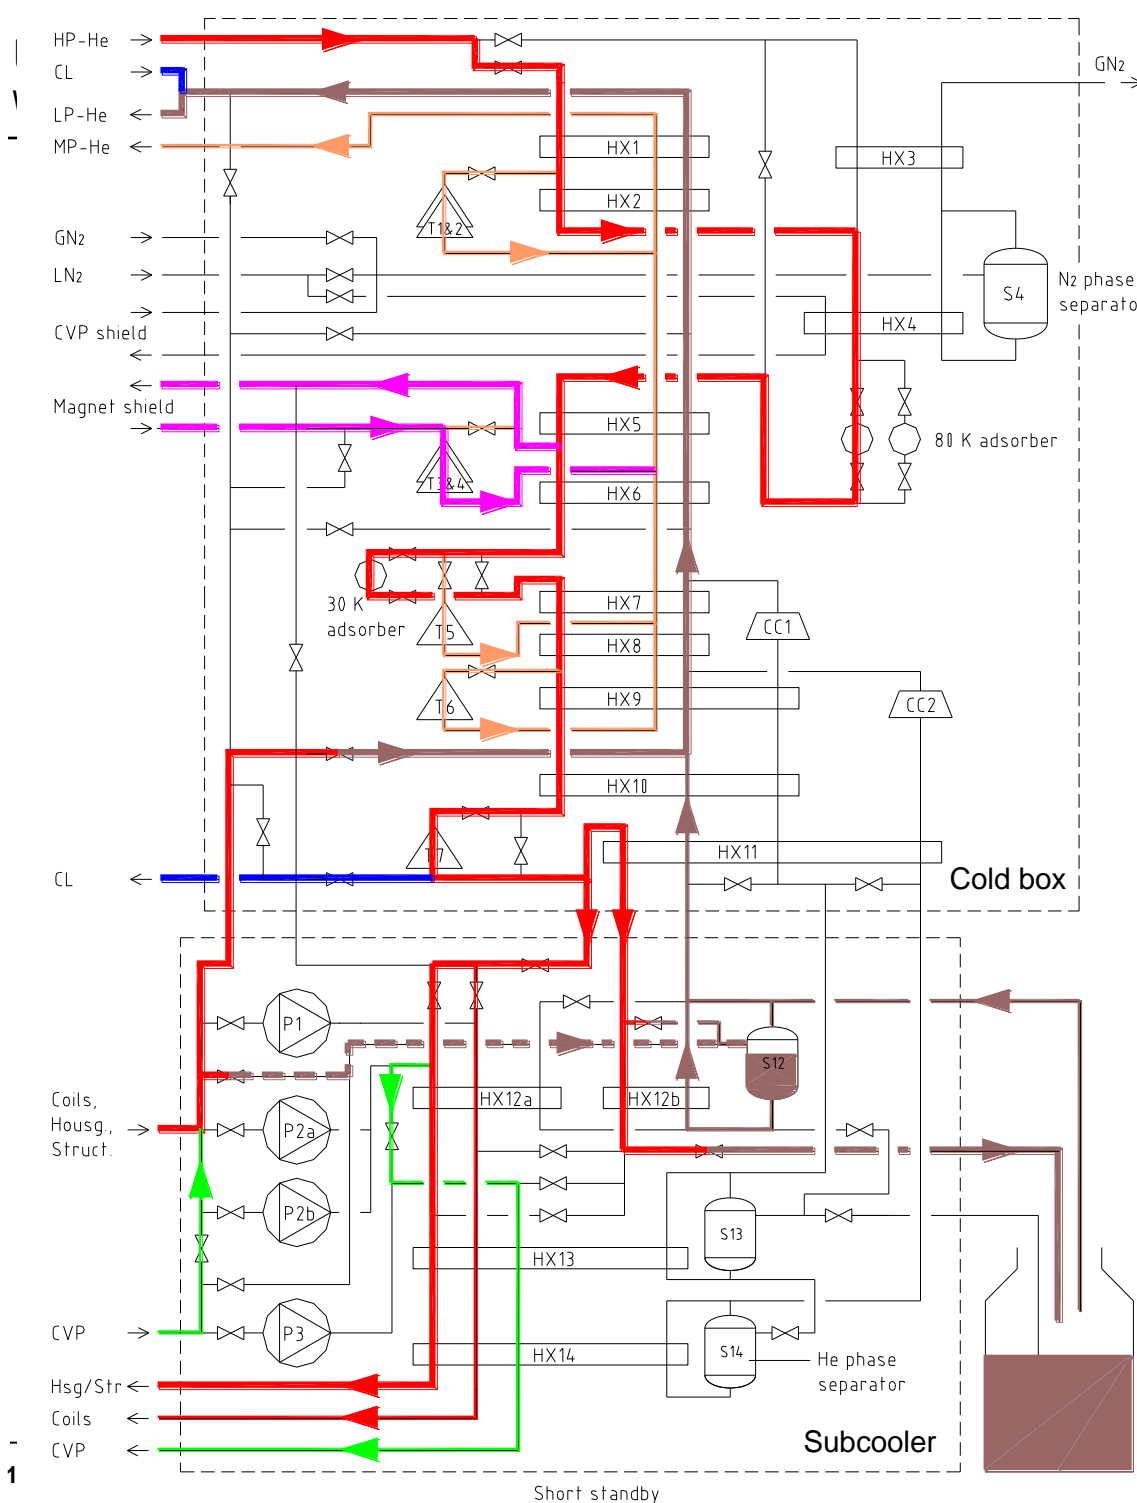 HP-He
CL
GN2
LP-He
MP-He
HX1
HX3
HX2
T1&2
GN2
LN2
S4
N2 phase
separato
CVP shield
HX4
Magnet shield
HX5
80 K adsorber
T3&4
HX6
30 K
adsorber
HX7
T5
HX8
CC1
HX9
T6
CC2
HX10
HX11
T7
CL
Cold box
P1
S12
Coils,
Housg.,
Struct.
HX12a
HX12b
P2a
P2b
S13
HX13
CVP
P3
HX14
S14
He phase
separator
Hsg/Str
Coils
CVP
Subcooler
1
Short standby